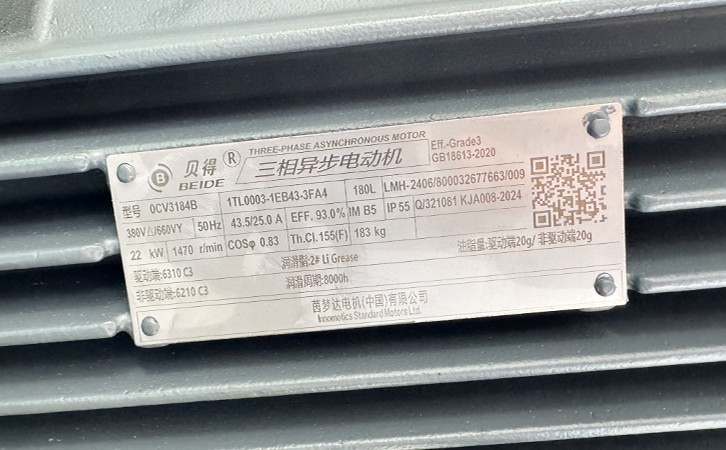 贝得®
BEIDE
THREE-PHASE ASYNCHRONOUS MOTOR
三相异步电动机
Eff.-Grade3
GB18613-2020
型号 0CV3184B 1TL0003-1EB43-3FA4 180L LMH-2406/800032677663/009
380VΔ/660VY 50Hz 43.5/25.0 A EFF. 93.0% IM B5 IP 55 Q/321081 KJA008-2024
22 kW 1470 r/min COSφ 0.83 Th.Cl.155(F) 183 kg
驱动端:6310 C3 润滑脂:2# Li Grease 油脂量:驱动端20g/ 非驱动端20g
非驱动端:6210 C3 润滑周期:8000h
茵梦达电机(中国)有限公司
Innomotics Standard Motors Ltd.